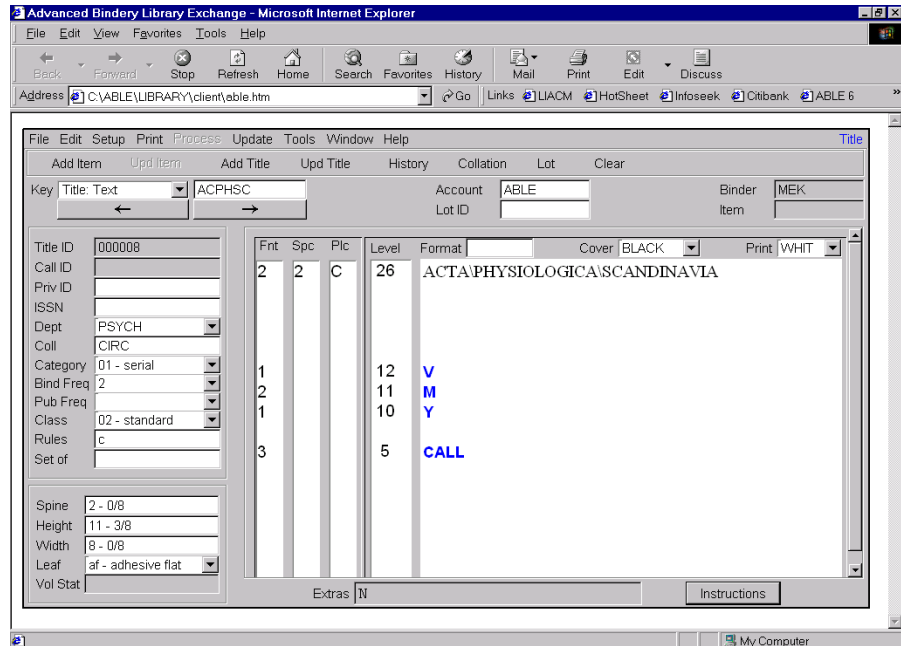 Advanced Bindery Library Exchange - Microsoft Internet Explorer
File Edit View Favorites Tools Help
Back Forward Stop Refresh Home Search Favorites History Mail Print Edit Discuss
Address C:\ABLE\LIBRARY\client\able.htm Go Links LIACM HotSheet Infoseek Citibank ABLE 6 »
File Edit Setup Print Process Update Tools Window Help Title
Add Item Upd Item Add Title Upd Title History Collation Lot Clear
Key Title: Text ACPHSC Account ABLE Binder MEK
← → Lot ID Item
Title ID 000008
Call ID
Priv ID
ISSN
Dept PSYCH
Coll CIRC
Category 01 - serial
Bind Freq 2
Pub Freq
Class 02 - standard
Rules c
Set of
Spine 2 - 0/8
Height 11 - 3/8
Width 8 - 0/8
Leaf af - adhesive flat
Vol Stat
Fnt Spc Plc Level Format Cover BLACK Print WHIT
2 2 C 26 ACTA\PHYSIOLOGICA\SCANDINAVIA
1 12 V
2 11 M
1 10 Y
3 5 CALL
Extras N Instructions
My Computer